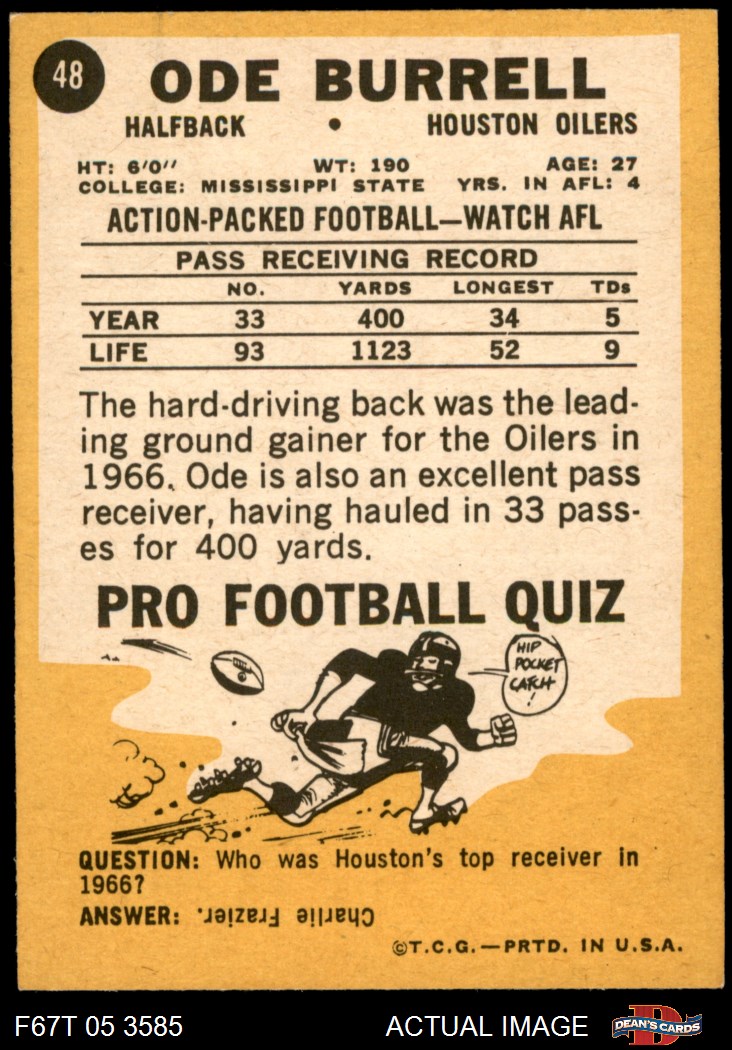 48
ODE BURRELL
HALFBACK • HOUSTON OILERS
HT: 6'0'' WT: 190 AGE: 27
COLLEGE: MISSISSIPPI STATE YRS. IN AFL: 4
ACTION-PACKED FOOTBALL—WATCH AFL
PASS RECEIVING RECORD
NO. YARDS LONGEST TDs
YEAR 33 400 34 5
LIFE 93 1123 52 9
The hard-driving back was the lead-
ing ground gainer for the Oilers in
1966. Ode is also an excellent pass
receiver, having hauled in 33 pass-
es for 400 yards.
PRO FOOTBALL QUIZ
HIP
POCKET
CATCH
!
QUESTION: Who was Houston's top receiver in
1966?
ANSWER: Charlie Frazier.
©T.C.G.—PRTD. IN U.S.A.
F67T 05 3585 ACTUAL IMAGE
D
DEAN'S CARDS